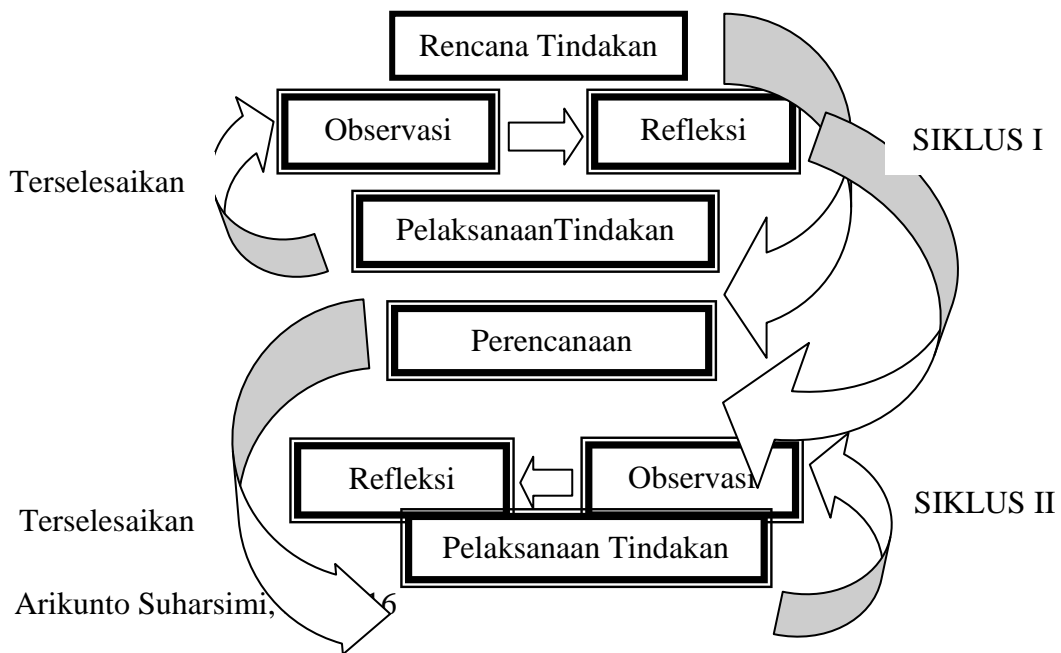 Rencana Tindakan
Observasi
Refleksi
SIKLUS I
Terselesaikan
PelaksanaanTindakan
Perencanaan
Refleksi
Observasi
SIKLUS II
Terselesaikan
Pelaksanaan Tindakan
Arikunto Suharsimi,